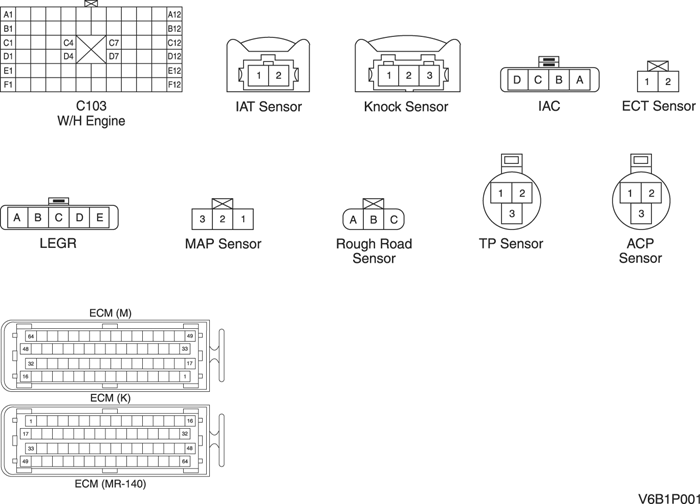 A1 A12
B1 B12
C1 C4 C7 C12
D1 D4 D7 D12
E1 E12
F1 F12
C103
W/H Engine
1 2
IAT Sensor
1 2 3
Knock Sensor
D C B A
IAC
1 2
ECT Sensor
A B C D E
LEGR
3 2 1
MAP Sensor
A B C
Rough Road
Sensor
1 2
3
TP Sensor
1 2
3
ACP
Sensor
ECM (M)
64 49
48 33
32 17
16 1
ECM (K)
1 16
17 32
33 48
49 64
ECM (MR-140)
V6B1P001